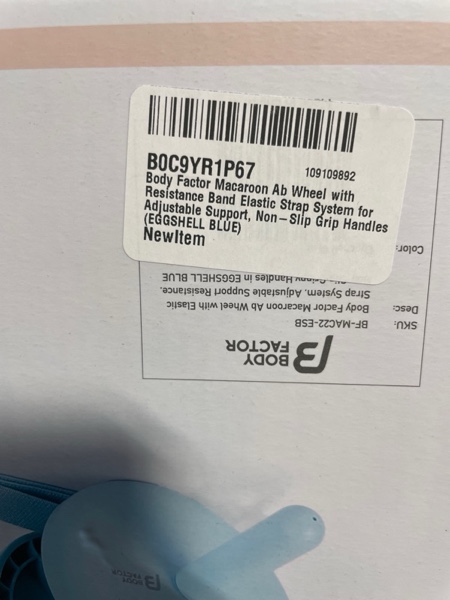 B0C9YR1P67
109109892
Body Factor Macaroon Ab Wheel with
Resistance Band Elastic Strap System for
Adjustable Support, Non-Slip Grip Handles
(EGGSHELL BLUE)
NewItem
BODY
FACTOR
SKU: BF-MAC22-ESB
Desc: Body Factor Macaroon Ab Wheel with Elastic
Strap System, Adjustable Support Resistance.
Handles in EGGSHELL BLUE
Color:
BODY
FACTOR